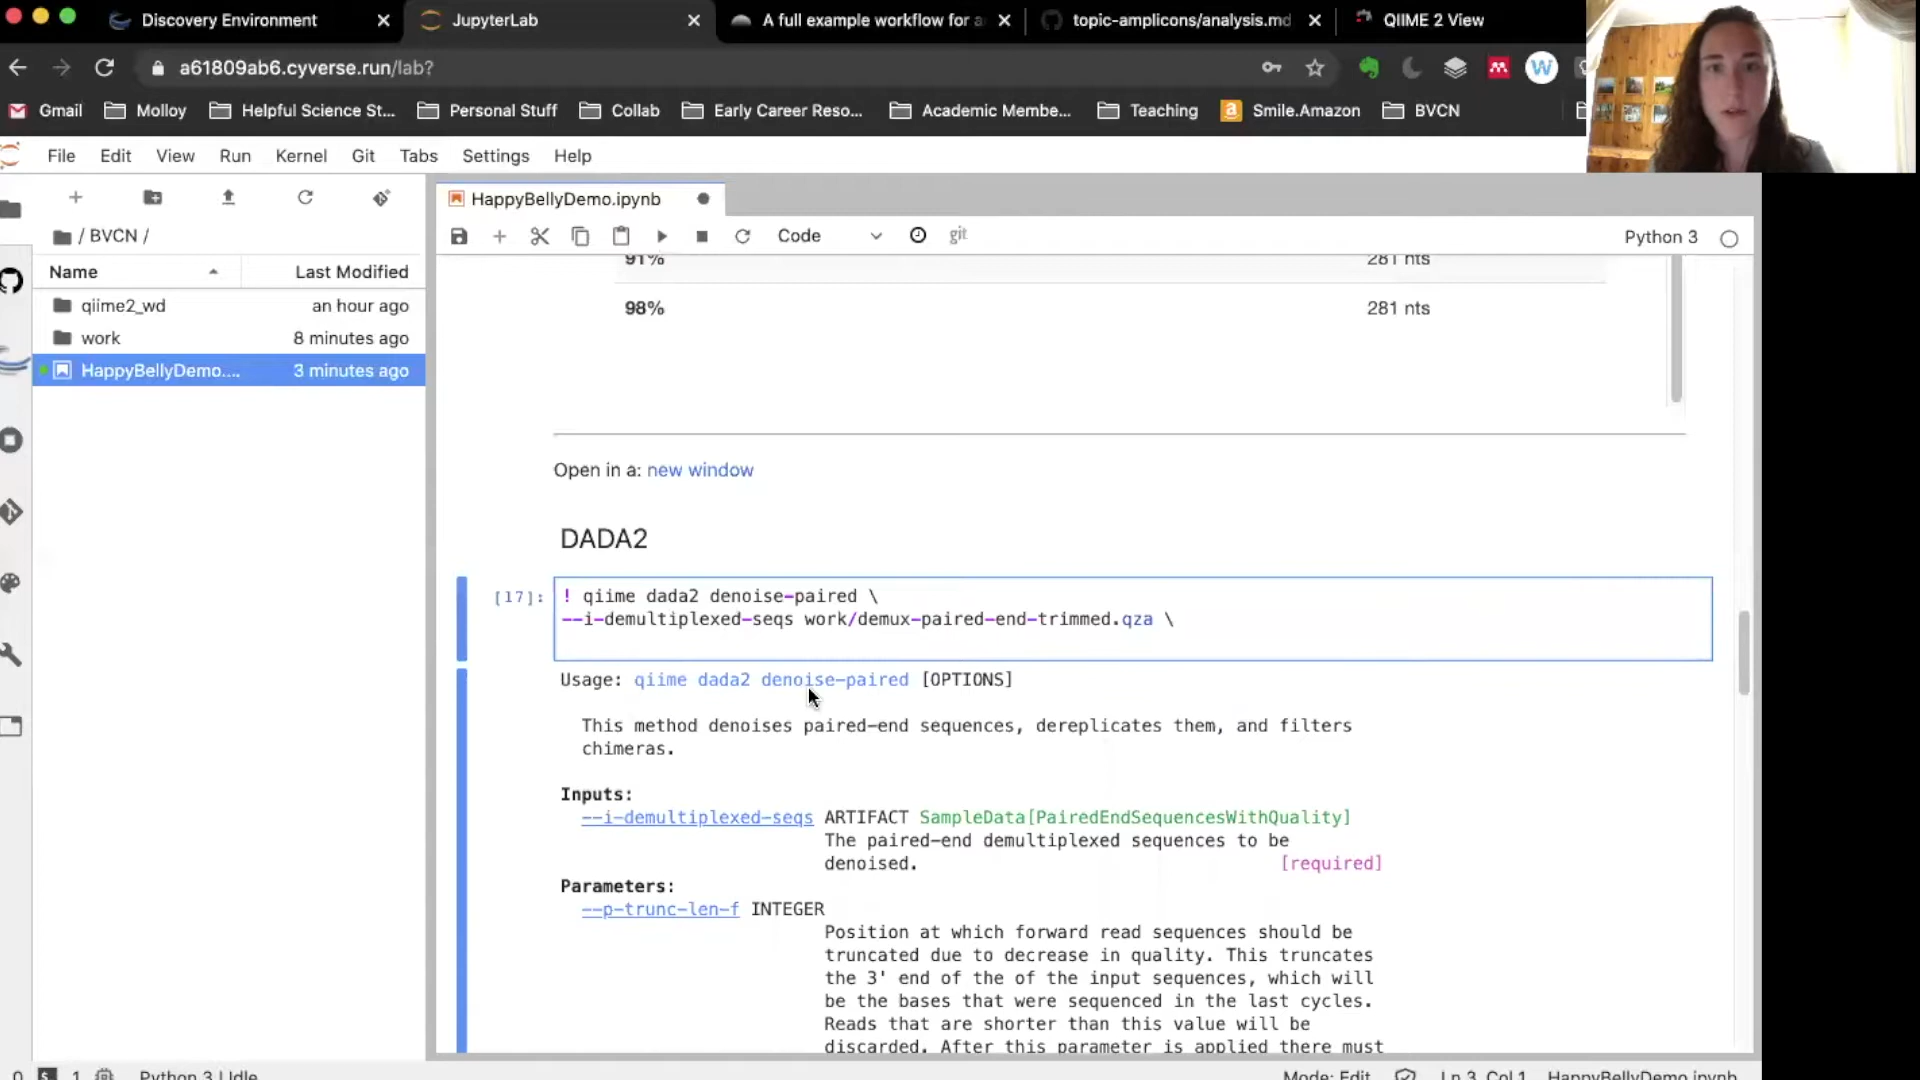 Discovery Environment
JupyterLab
A full example workflow for a
topic-amplicons/analysis.md
QIIME 2 View
a61809ab6.cyverse.run/lab?
W
Gmail
Molloy
Helpful Science St...
Personal Stuff
Collab
Early Career Reso...
Academic Membe...
Teaching
Smile.Amazon
BVCN
File Edit View Run Kernel Git Tabs Settings Help
HappyBellyDemo.ipynb
/ BVCN /
Code
git
Python 3
Name Last Modified
qiime2_wd an hour ago
work 8 minutes ago
HappyBellyDemo.... 3 minutes ago
91% 281 nts
98% 281 nts
Open in a: new window
DADA2
[17]: ! qiime dada2 denoise-paired \
--i-demultiplexed-seqs work/demux-paired-end-trimmed.qza \
Usage: qiime dada2 denoise-paired [OPTIONS]
This method denoises paired-end sequences, dereplicates them, and filters
chimeras.
Inputs:
--i-demultiplexed-seqs ARTIFACT SampleData[PairedEndSequencesWithQuality]
The paired-end demultiplexed sequences to be
denoised. [required]
Parameters:
--p-trunc-len-f INTEGER
Position at which forward read sequences should be
truncated due to decrease in quality. This truncates
the 3' end of the of the input sequences, which will
be the bases that were sequenced in the last cycles.
Reads that are shorter than this value will be
discarded. After this parameter is applied there must
0 1 Python 3 | Idle
Mode: Edit Ln 3, Col 1 HappyBellyDemo.ipynb